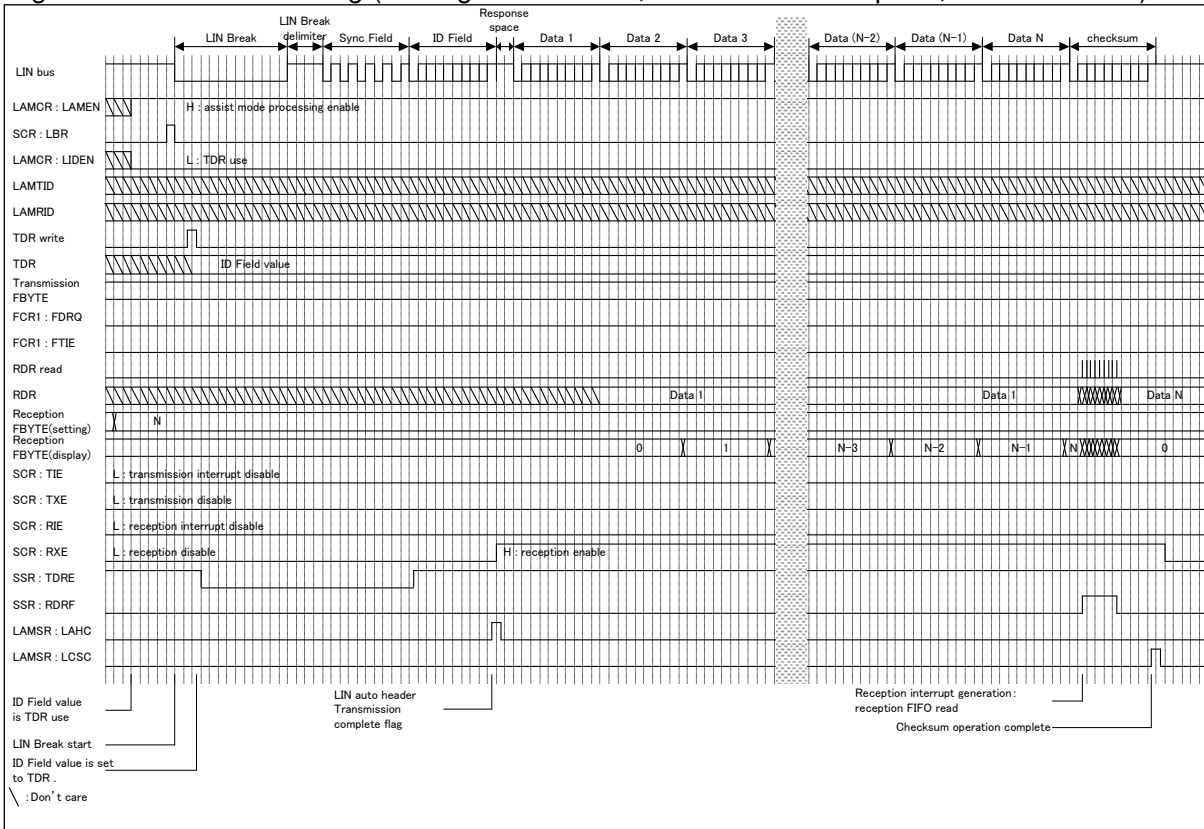 Response
space
LIN Break
delimiter
LIN Break
Sync Field
ID Field
Data 1
Data 2
Data 3
Data (N-2)
Data (N-1)
Data N
checksum
LIN bus
LAMCR : LAMEN
H : assist mode processing enable
SCR : LBR
LAMCR : LIDEN
L : TDR use
LAMTID
LAMRID
TDR write
TDR
ID Field value
Transmission
FBYTE
FCR1 : FDRQ
FCR1 : FTIE
RDR read
RDR
Data 1
Data 1
Data N
Reception
FBYTE(setting)
N
Reception
FBYTE(display)
0
1
N-3
N-2
N-1
N
0
SCR : TIE
L : transmission interrupt disable
SCR : TXE
L : transmission disable
SCR : RIE
L : reception interrupt disable
SCR : RXE
L : reception disable
H : reception enable
SSR : TDRE
SSR : RDRF
LAMSR : LAHC
LAMSR : LCSC
ID Field value
is TDR use
LIN auto header
Transmission
complete flag
Reception interrupt generation:
reception FIFO read
Checksum operation complete
LIN Break start
ID Field value is set
to TDR .
\ :Don't care